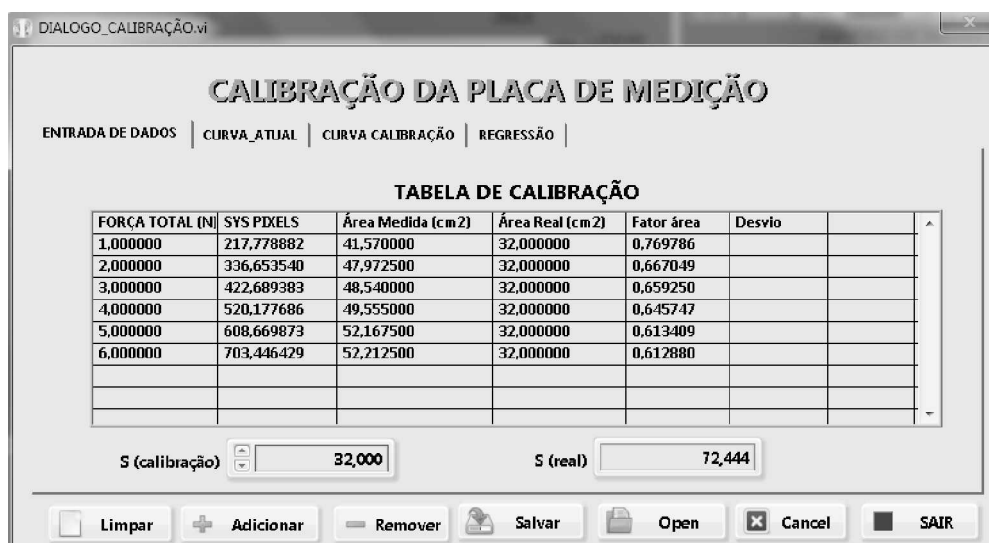 DIALOGO_CALIBRAÇÃO.vi
CALIBRAÇÃO DA PLACA DE MEDIÇÃO
ENTRADA DE DADOS CURVA_ATUAL CURVA CALIBRAÇÃO REGRESSÃO
TABELA DE CALIBRAÇÃO
FORÇA TOTAL (N) SYS PIXELS Área Medida (cm2) Área Real (cm2) Fator área Desvio
1,000000 217,778882 41,570000 32,000000 0,769786
2,000000 336,653540 47,972500 32,000000 0,667049
3,000000 422,689383 48,540000 32,000000 0,659250
4,000000 520,177686 49,555000 32,000000 0,645747
5,000000 608,669873 52,167500 32,000000 0,613409
6,000000 703,446429 52,212500 32,000000 0,612880
S (calibração) 32,000 S (real) 72,444
Limpar Adicionar Remover Salvar Open Cancel SAIR